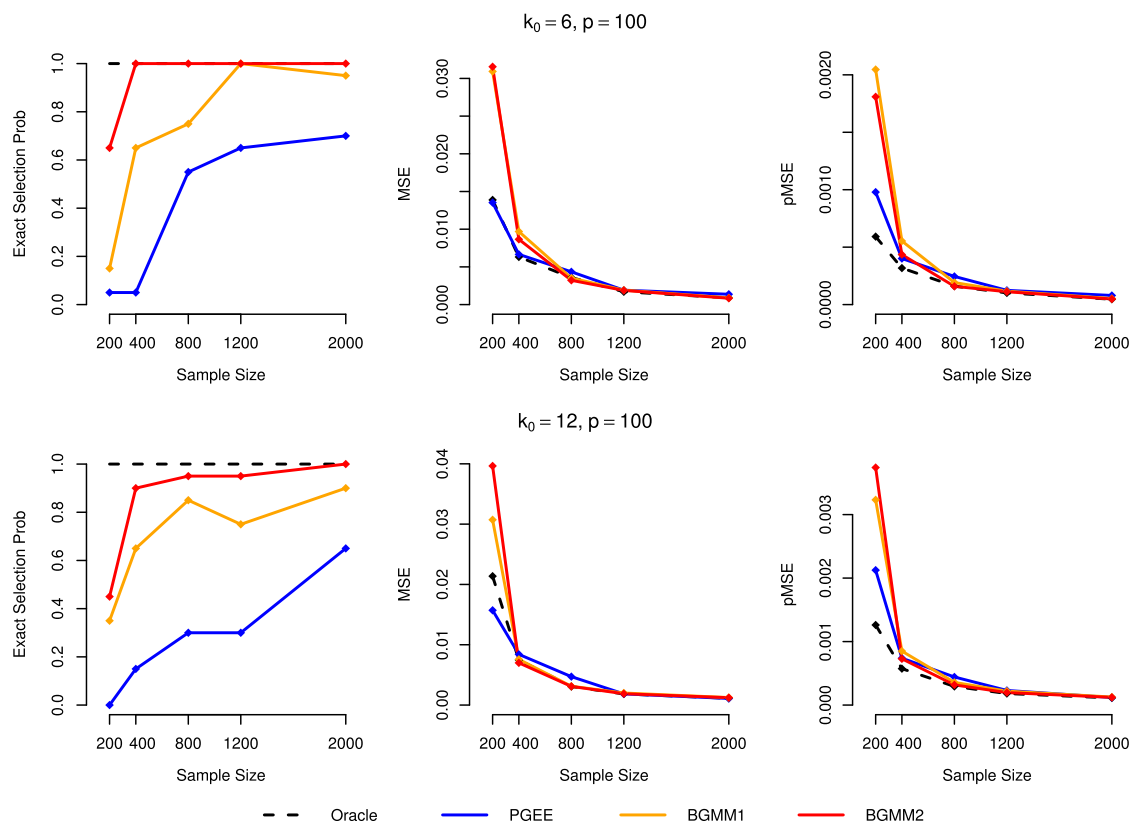 k₀ = 6, p = 100
Exact Selection Prob
0.0 0.2 0.4 0.6 0.8 1.0
200 400 800 1200 2000
Sample Size
MSE
0.000 0.010 0.020 0.030
200 400 800 1200 2000
Sample Size
pMSE
0.0000 0.0010 0.0020
200 400 800 1200 2000
Sample Size
k₀ = 12, p = 100
Exact Selection Prob
0.0 0.2 0.4 0.6 0.8 1.0
200 400 800 1200 2000
Sample Size
MSE
0.00 0.01 0.02 0.03 0.04
200 400 800 1200 2000
Sample Size
pMSE
0.000 0.001 0.002 0.003
200 400 800 1200 2000
Sample Size
Oracle PGEE BGMM1 BGMM2